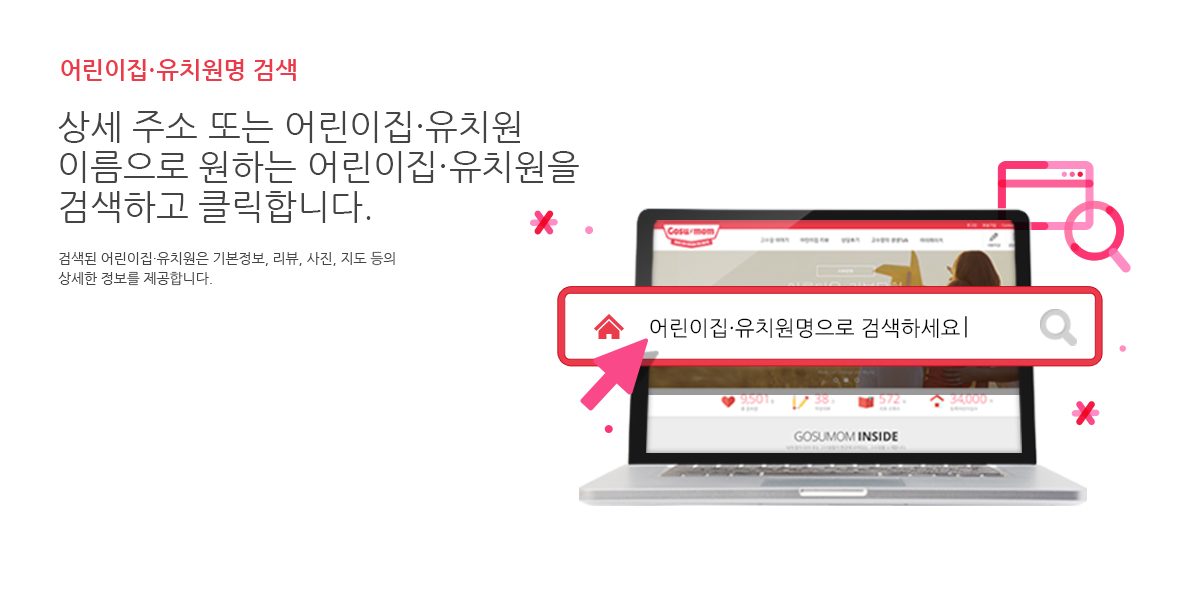 어린이집·유치원명 검색
상세 주소 또는 어린이집·유치원
이름으로 원하는 어린이집·유치원을
검색하고 클릭합니다.
검색된 어린이집·유치원은 기본정보, 리뷰, 사진, 지도 등의
상세한 정보를 제공합니다.
Gosu mom
어린이집·유치원명으로 검색하세요
9,501 38 572 34,000
GOSUMOM INSIDE